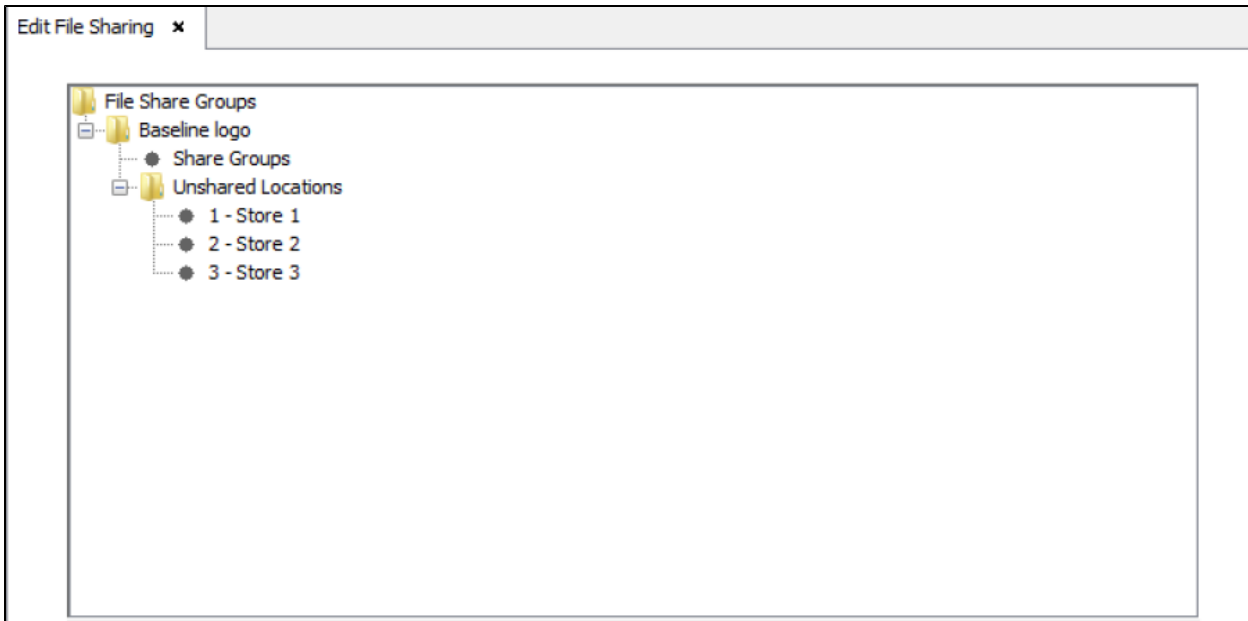 Edit File Sharing
File Share Groups
Baseline logo
Share Groups
Unshared Locations
1 - Store 1
2 - Store 2
3 - Store 3